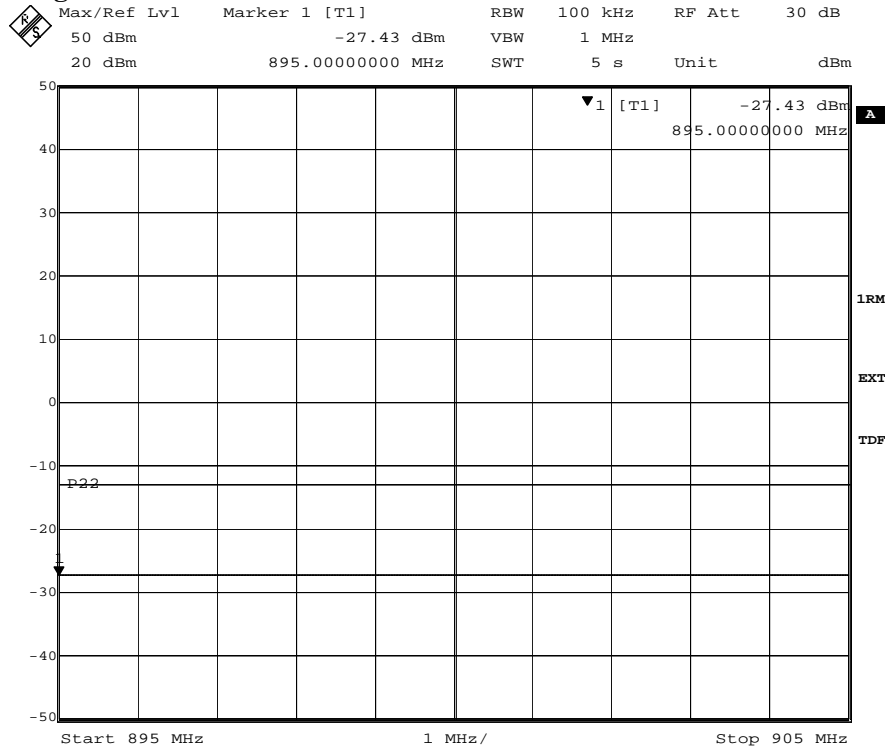 Max/Ref Lvl Marker 1 [T1] RBW 100 kHz RF Att 30 dB
50 dBm -27.43 dBm VBW 1 MHz
20 dBm 895.00000000 MHz SWT 5 s Unit dBm
R S
50
1 [T1] -27.43 dBm
A
895.00000000 MHz
40
30
20
1RM
10
EXT
0
TDF
-10
P22
-20
1
-30
-40
-50
Start 895 MHz 1 MHz/ Stop 905 MHz